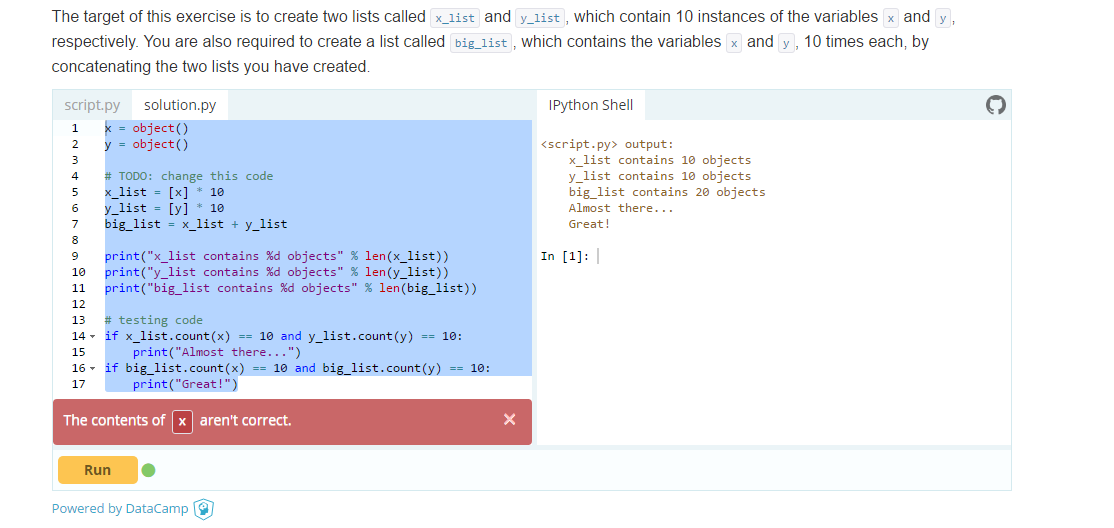 The target of this exercise is to create two lists called x_list and y_list , which contain 10 instances of the variables x and y ,
respectively. You are also required to create a list called big_list , which contains the variables x and y , 10 times each, by
concatenating the two lists you have created.
script.py solution.py
1 x = object()
2 y = object()
3
4 # TODO: change this code
5 x_list = [x] * 10
6 y_list = [y] * 10
7 big_list = x_list + y_list
8
9 print("x_list contains %d objects" % len(x_list))
10 print("y_list contains %d objects" % len(y_list))
11 print("big_list contains %d objects" % len(big_list))
12
13 # testing code
14 if x_list.count(x) == 10 and y_list.count(y) == 10:
15     print("Almost there...")
16 if big_list.count(x) == 10 and big_list.count(y) == 10:
17     print("Great!")
The contents of x aren't correct. ×
Run
IPython Shell
<script.py> output:
    x_list contains 10 objects
    y_list contains 10 objects
    big_list contains 20 objects
    Almost there...
    Great!
In [1]:
Powered by DataCamp